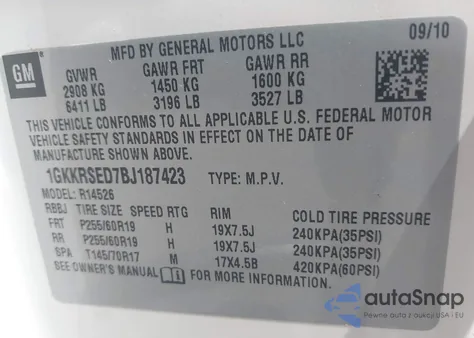 GM
MFD BY GENERAL MOTORS LLC 09/10
GVWR GAWR FRT GAWR RR
2908 KG 1450 KG 1600 KG
6411 LB 3196 LB 3527 LB
THIS VEHICLE CONFORMS TO ALL APPLICABLE U.S. FEDERAL MOTOR
VEHICLE SAFETY STANDARDS IN EFFECT ON THE DATE OF
MANUFACTURE SHOWN ABOVE.
1GKKRSED7BJ187423 TYPE: M.P.V.
MODEL: R14526
RBBJ TIRE SIZE SPEED RTG RIM COLD TIRE PRESSURE
FRT P255/60R19 H 19X7.5J 240KPA(35PSI)
RR P255/60R19 H 19X7.5J 240KPA(35PSI)
SPA T145/70R17 M 17X4.5B 420KPA(60PSI)
SEE OWNER'S MANUAL FOR MORE INFORMATION.
autoSnap
Pewne auto z USA i EU